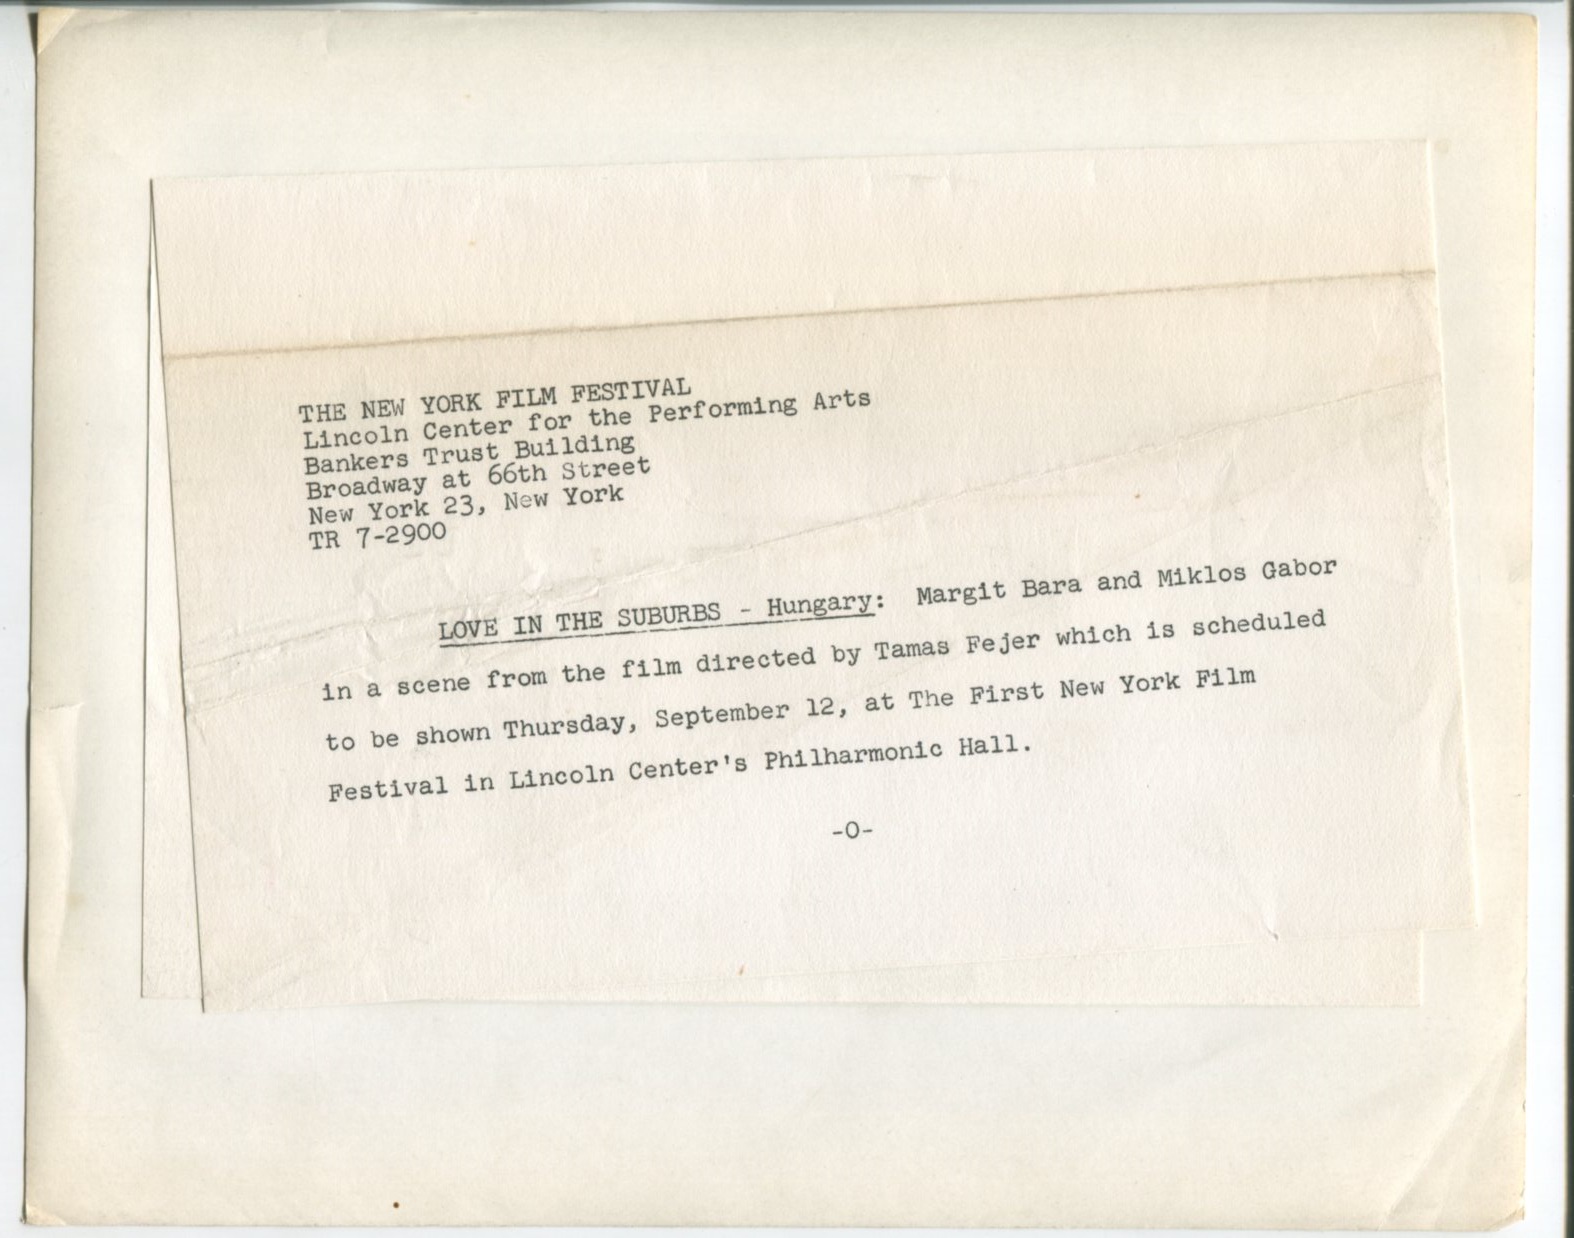 THE NEW YORK FILM FESTIVAL
Lincoln Center for the Performing Arts
Bankers Trust Building
Broadway at 66th Street
New York 23, New York
TR 7-2900
LOVE IN THE SUBURBS - Hungary: Margit Bara and Miklos Gabor
in a scene from the film directed by Tamas Fejer which is scheduled
to be shown Thursday, September 12, at The First New York Film
Festival in Lincoln Center's Philharmonic Hall.
-0-